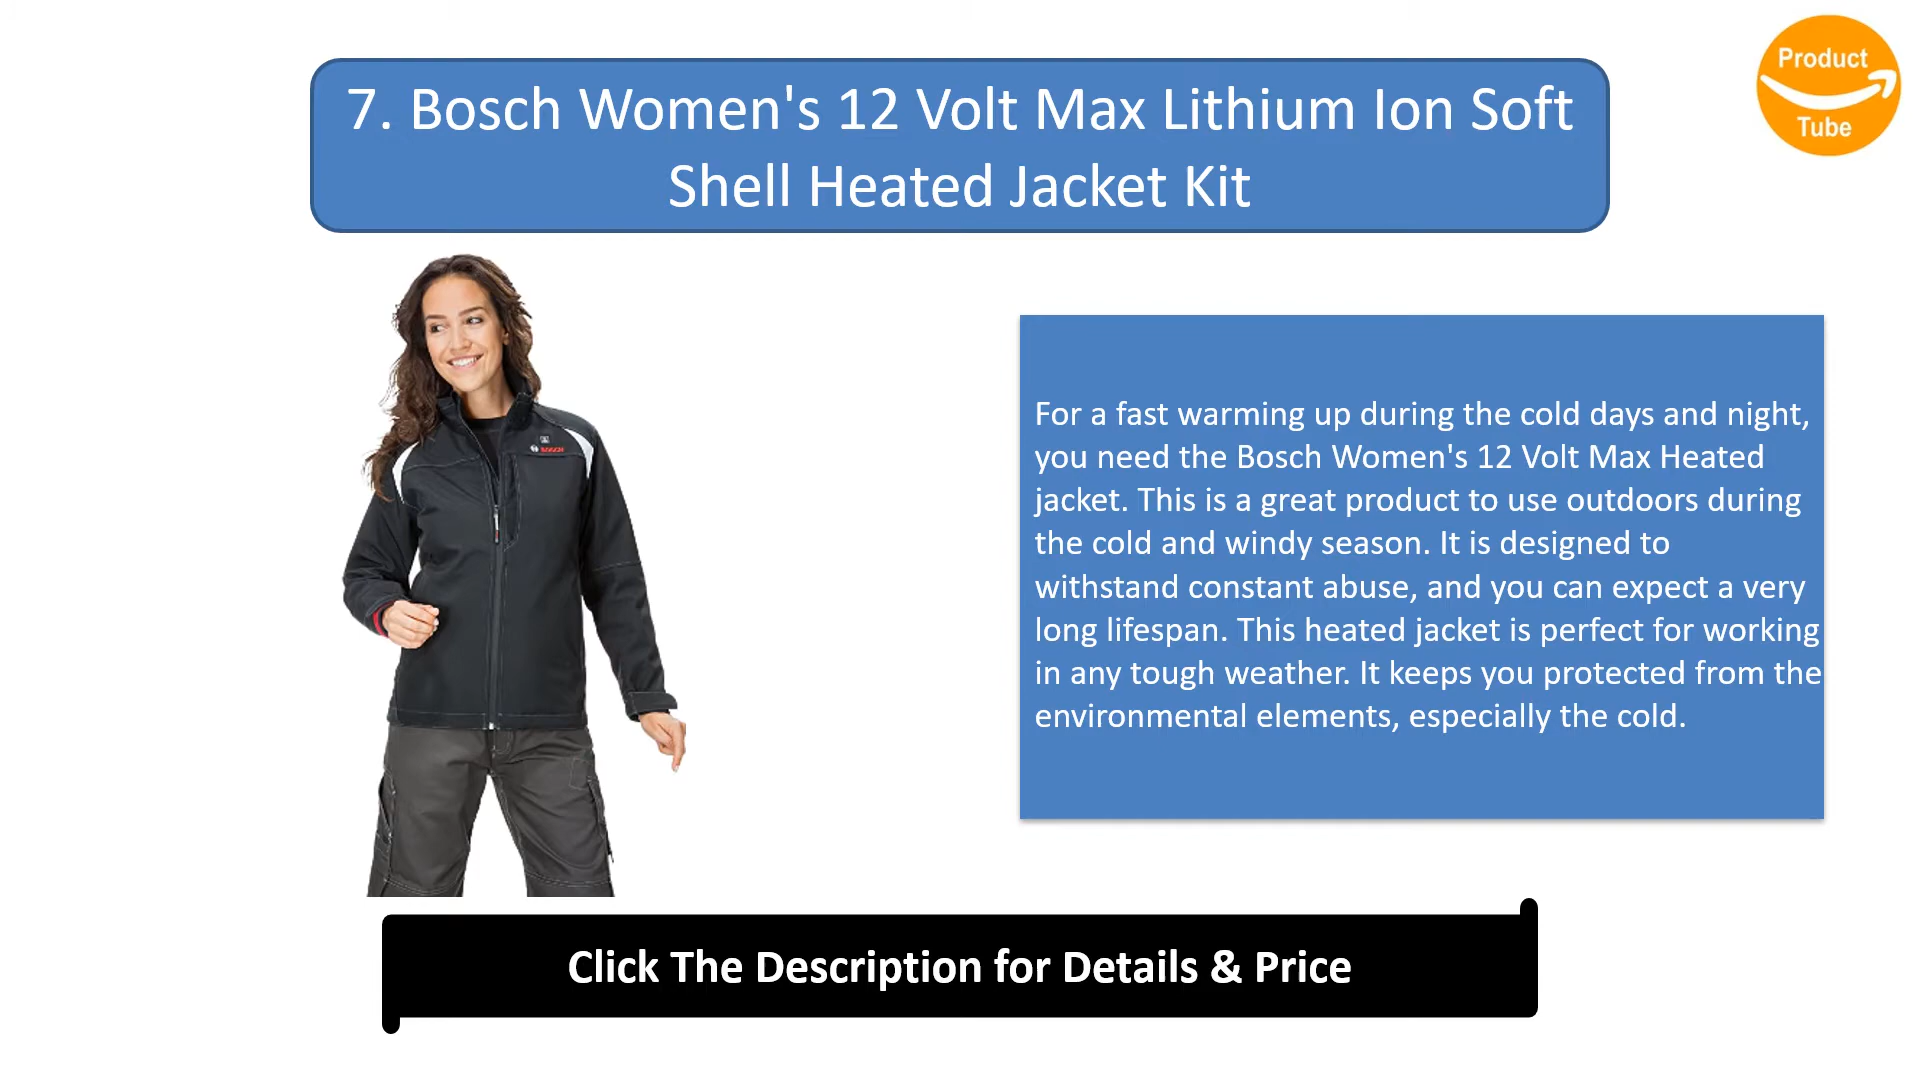 7. Bosch Women's 12 Volt Max Lithium Ion Soft
Shell Heated Jacket Kit
Product
Tube
BOSCH
For a fast warming up during the cold days and night,
you need the Bosch Women's 12 Volt Max Heated
jacket. This is a great product to use outdoors during
the cold and windy season. It is designed to
withstand constant abuse, and you can expect a very
long lifespan. This heated jacket is perfect for working
in any tough weather. It keeps you protected from the
environmental elements, especially the cold.
Click The Description for Details & Price